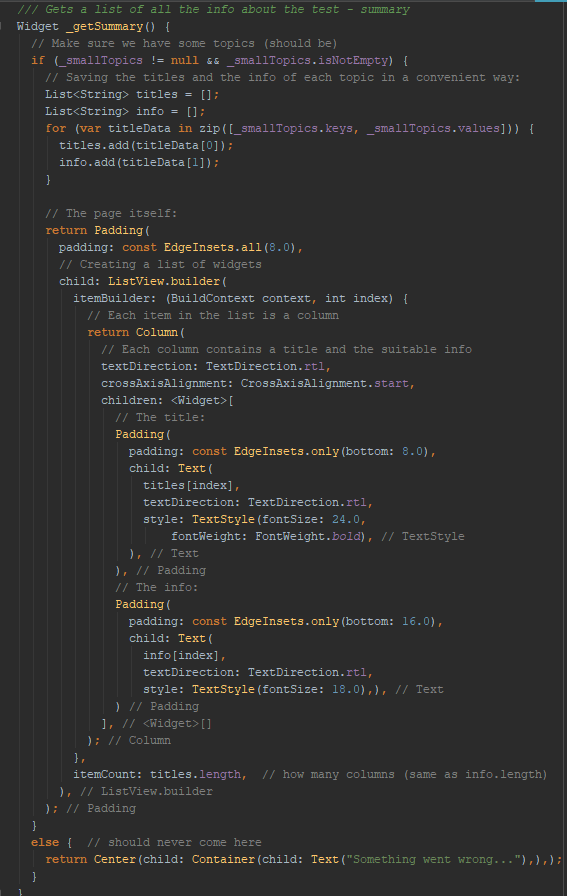 /// Gets a list of all the info about the test - summary
Widget _getSummary() {
  // Make sure we have some topics (should be)
  if (_smallTopics != null && _smallTopics.isNotEmpty) {
    // Saving the titles and the info of each topic in a convenient way:
    List<String> titles = [];
    List<String> info = [];
    for (var titleData in zip([_smallTopics.keys, _smallTopics.values])) {
      titles.add(titleData[0]);
      info.add(titleData[1]);
    }

    // The page itself:
    return Padding(
      padding: const EdgeInsets.all(8.0),
      // Creating a list of widgets
      child: ListView.builder(
        itemBuilder: (BuildContext context, int index) {
          // Each item in the list is a column
          return Column(
            // Each column contains a title and the suitable info
            textDirection: TextDirection.rtl,
            crossAxisAlignment: CrossAxisAlignment.start,
            children: <Widget>[
              // The title:
              Padding(
                padding: const EdgeInsets.only(bottom: 8.0),
                child: Text(
                  titles[index],
                  textDirection: TextDirection.rtl,
                  style: TextStyle(fontSize: 24.0,
                      fontWeight: FontWeight.bold), // TextStyle
                ), // Text
              ), // Padding
              // The info:
              Padding(
                padding: const EdgeInsets.only(bottom: 16.0),
                child: Text(
                  info[index],
                  textDirection: TextDirection.rtl,
                  style: TextStyle(fontSize: 18.0),), // Text
              ) // Padding
            ], // <Widget>[]
          ); // Column
        },
        itemCount: titles.length,  // how many columns (same as info.length)
      ), // ListView.builder
    ); // Padding
  }
  else {  // should never come here
    return Center(child: Container(child: Text("Something went wrong..."),),);
  }
}